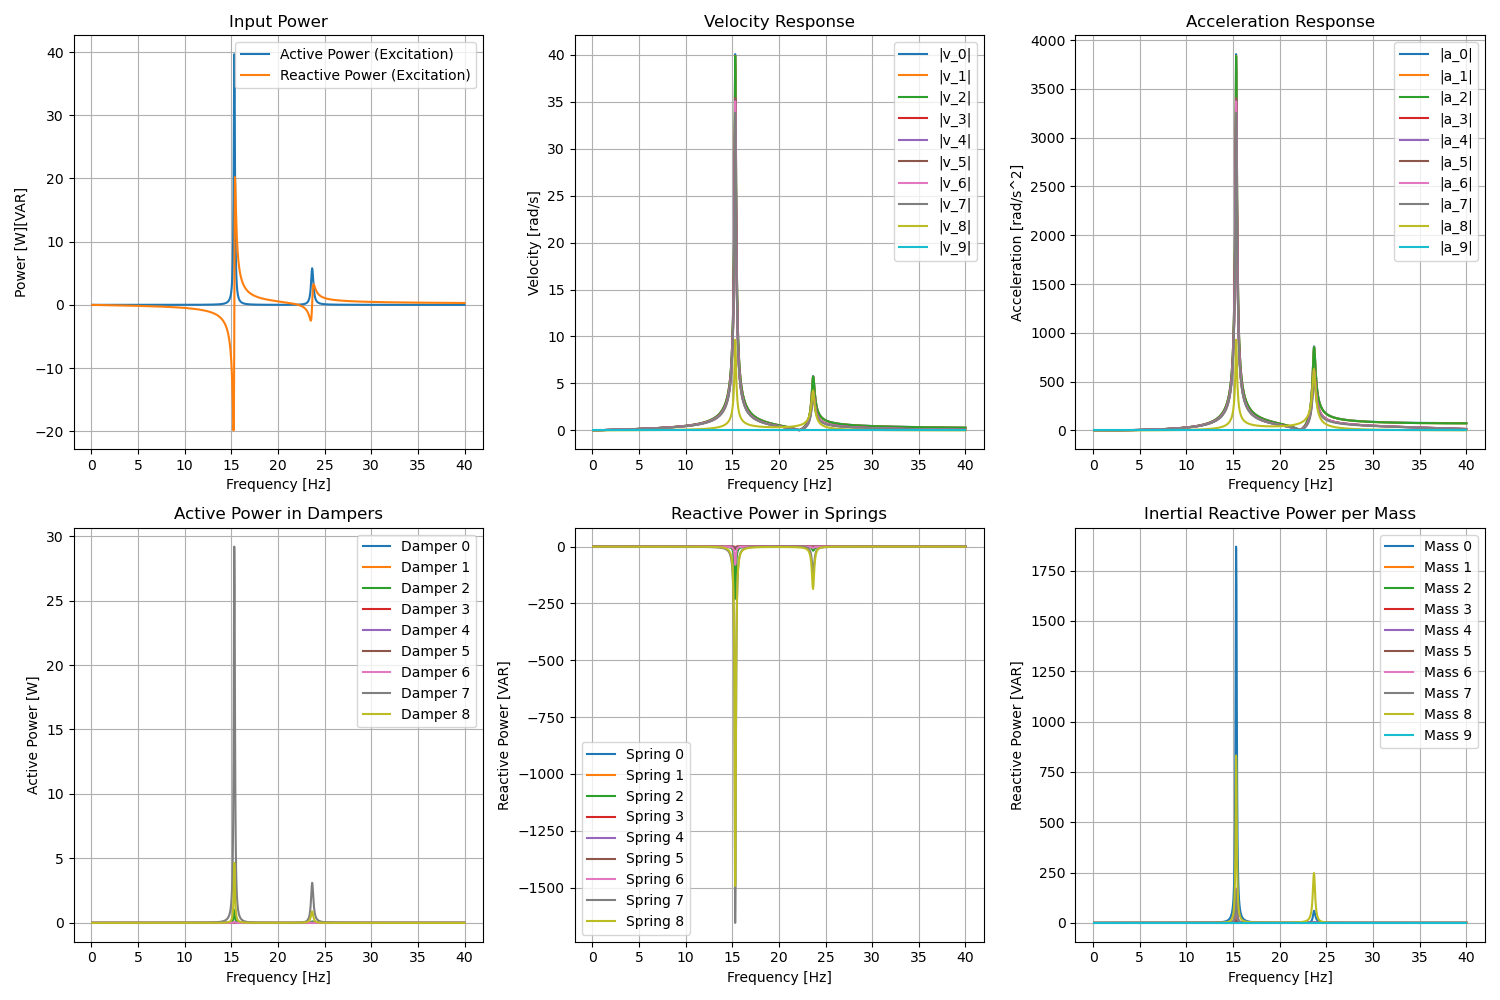 Input Power
Power [W][VAR]
40
30
20
10
0
−10
−20
Active Power (Excitation)
Reactive Power (Excitation)
0 5 10 15 20 25 30 35 40
Frequency [Hz]
Velocity Response
Velocity [rad/s]
40
35
30
25
20
15
10
5
0
|v_0|
|v_1|
|v_2|
|v_3|
|v_4|
|v_5|
|v_6|
|v_7|
|v_8|
|v_9|
0 5 10 15 20 25 30 35 40
Frequency [Hz]
Acceleration Response
Acceleration [rad/s^2]
4000
3500
3000
2500
2000
1500
1000
500
0
|a_0|
|a_1|
|a_2|
|a_3|
|a_4|
|a_5|
|a_6|
|a_7|
|a_8|
|a_9|
0 5 10 15 20 25 30 35 40
Frequency [Hz]
Active Power in Dampers
Active Power [W]
30
25
20
15
10
5
0
Damper 0
Damper 1
Damper 2
Damper 3
Damper 4
Damper 5
Damper 6
Damper 7
Damper 8
0 5 10 15 20 25 30 35 40
Frequency [Hz]
Reactive Power in Springs
Reactive Power [VAR]
0
−250
−500
−750
−1000
−1250
−1500
Spring 0
Spring 1
Spring 2
Spring 3
Spring 4
Spring 5
Spring 6
Spring 7
Spring 8
0 5 10 15 20 25 30 35 40
Frequency [Hz]
Inertial Reactive Power per Mass
Reactive Power [VAR]
1750
1500
1250
1000
750
500
250
0
Mass 0
Mass 1
Mass 2
Mass 3
Mass 4
Mass 5
Mass 6
Mass 7
Mass 8
Mass 9
0 5 10 15 20 25 30 35 40
Frequency [Hz]